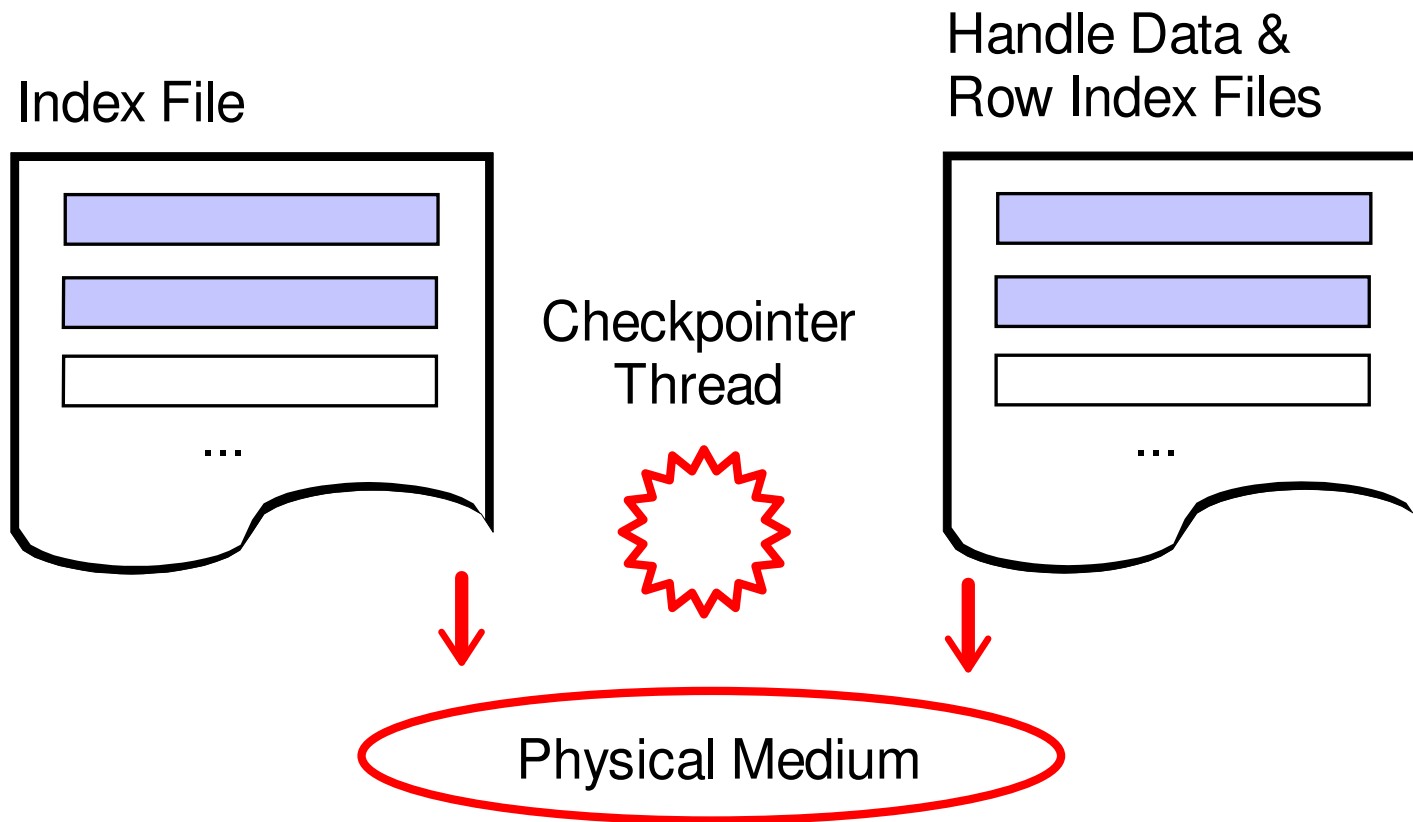 Index File
...
Handle Data &
Row Index Files
...
Checkpointer
Thread
Physical Medium